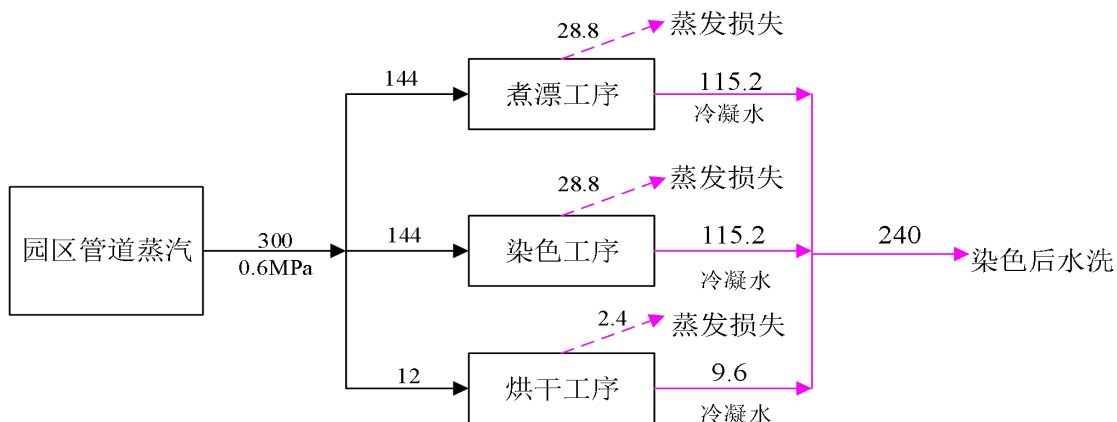 28.8
蒸发损失
144
煮漂工序
115.2
冷凝水
园区管道蒸汽
300
0.6MPa
28.8
蒸发损失
144
染色工序
115.2
冷凝水
240
染色后水洗
2.4
蒸发损失
12
烘干工序
9.6
冷凝水